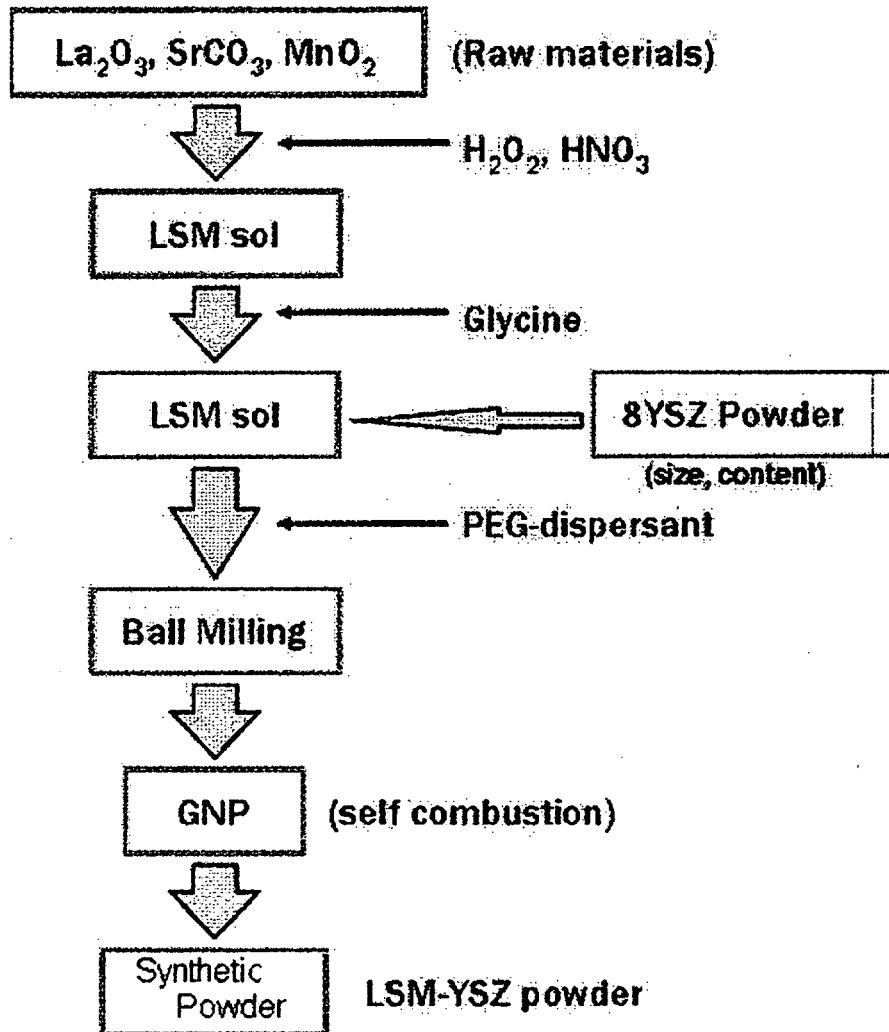 La₂O₃, SrCO₃, MnO₂ (Raw materials)
H₂O₂, HNO₃
LSM sol
Glycine
LSM sol
8YSZ Powder
(size, content)
PEG-dispersant
Ball Milling
GNP (self combustion)
Synthetic
Powder
LSM-YSZ powder